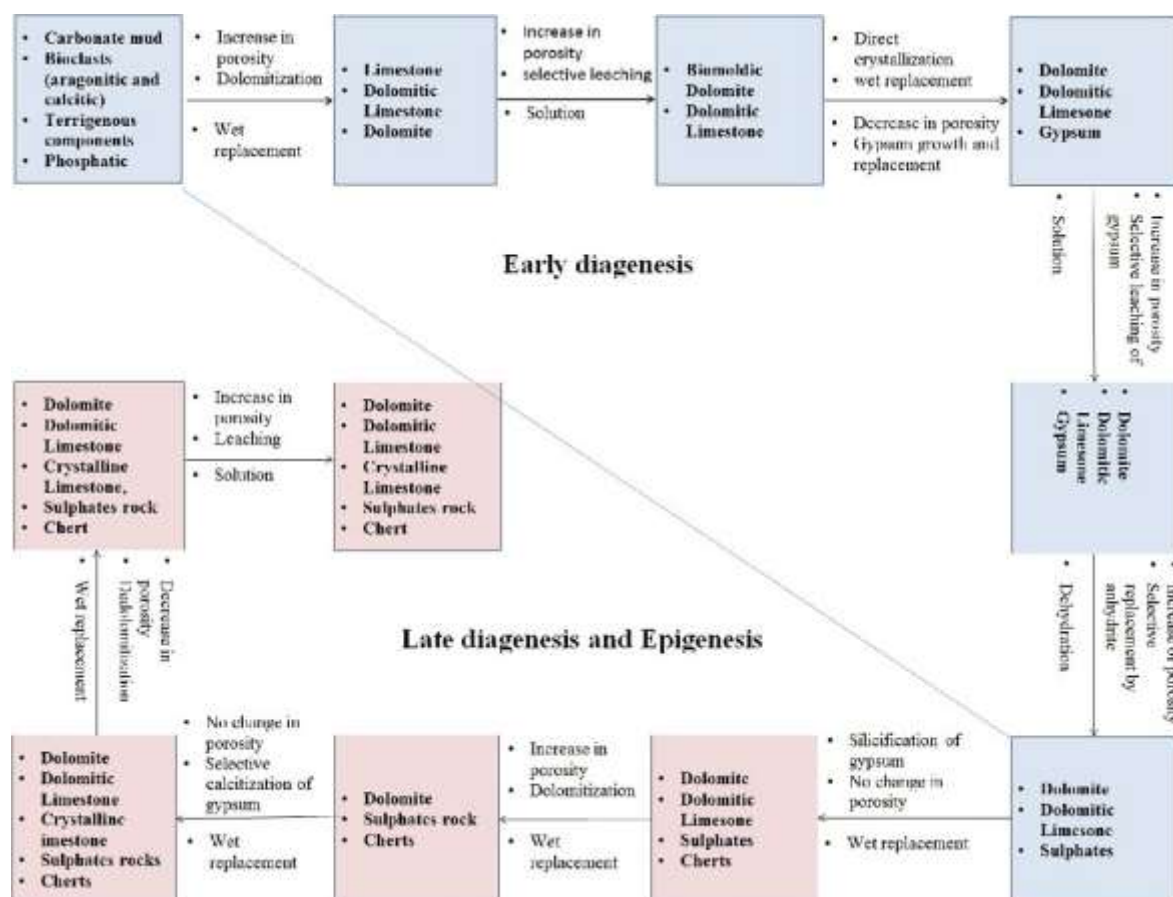 • Carbonate mud
• Bioclasts
(aragonitic and
calcitic)
• Terrigenous
components
• Phosphatic
• Increase in
porosity
• Dolomitization
• Wet
replacement
• Limestone
• Dolomitic
Limestone
• Dolomite
• Increase in
porosity
• selective leaching
• Solution
• Biomoldic
Dolomite
• Dolomitic
Limestone
• Direct
crystallization
• wet replacement
• Decrease in porosity
• Gypsum growth and
replacement
• Dolomite
• Dolomitic
Limesone
• Gypsum
• Increase in porosity
• Selective leaching of
gypsum
• Solution
Early diagenesis
• Dolomite
• Dolomitic
Limestone
• Crystalline
Limestone,
• Sulphates rock
• Chert
• Increase in
porosity
• Leaching
• Solution
• Dolomite
• Dolomitic
Limestone
• Crystalline
Limestone
• Sulphates rock
• Chert
• Dolomite
• Dolomitic
Limesone
• Gypsum
• Decrease in
porosity
•
• Wet replacement
Late diagenesis and Epigenesis
• of porosity
• Selective
replacement by
anhydrite
• Dehydration
• Dolomite
• Dolomitic
Limestone
• Crystalline
imestone
• Sulphates rocks
• Cherts
• No change in
porosity
• Selective
calcitization of
gypsum
• Wet
replacement
• Dolomite
• Sulphates rock
• Cherts
• Increase in
porosity
• Dolomitization
• Wet
replacement
• Dolomite
• Dolomitic
Limesone
• Sulphates
• Cherts
• Silicification of
gypsum
• No change in
porosity
• Wet replacement
• Dolomite
• Dolomitic
Limesone
• Sulphates